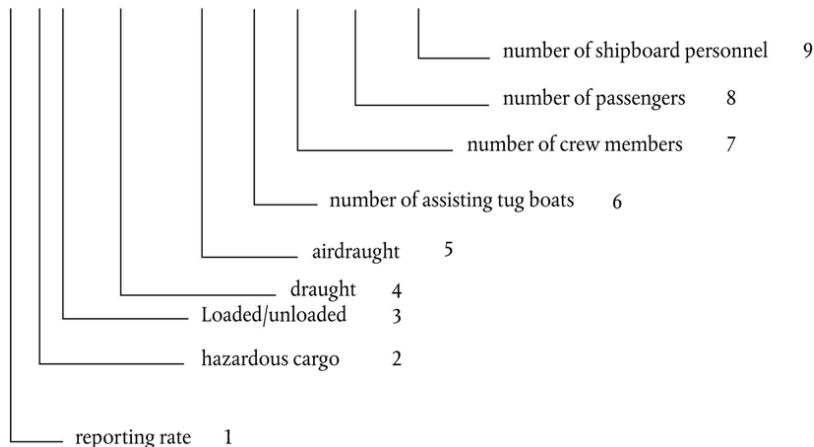 number of shipboard personnel 9
number of passengers 8
number of crew members 7
number of assisting tug boats 6
airdraught 5
draught 4
Loaded/unloaded 3
hazardous cargo 2
reporting rate 1